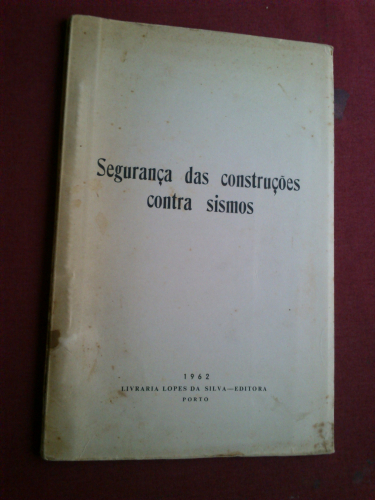 Segurança das construções
contra sismos
1962
LIVRARIA LOPES DA SILVA—EDITORA
PORTO